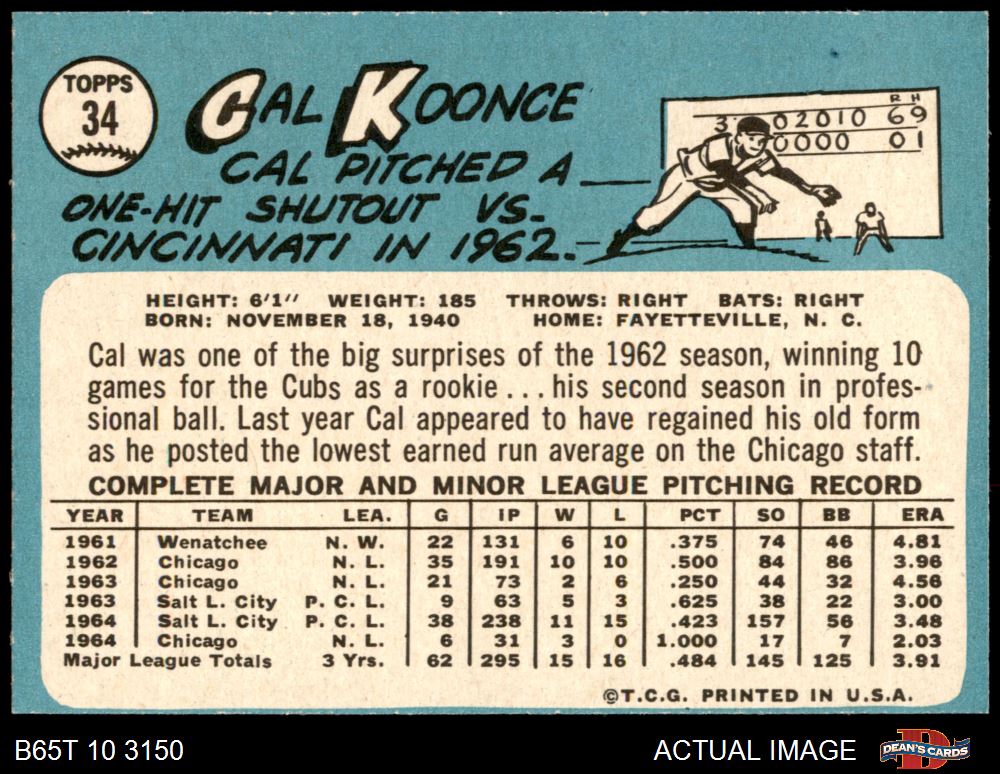 TOPPS
34
CAL KOONCE
CAL PITCHED A
ONE-HIT SHUTOUT VS.
CINCINNATI IN 1962.
R H
3 02010 69
0000 01
HEIGHT: 6'1" WEIGHT: 185 THROWS: RIGHT BATS: RIGHT
BORN: NOVEMBER 18, 1940 HOME: FAYETTEVILLE, N. C.
Cal was one of the big surprises of the 1962 season, winning 10
games for the Cubs as a rookie . . . his second season in profes-
sional ball. Last year Cal appeared to have regained his old form
as he posted the lowest earned run average on the Chicago staff.
COMPLETE MAJOR AND MINOR LEAGUE PITCHING RECORD
YEAR TEAM LEA. G IP W L PCT SO BB ERA
1961 Wenatchee N. W. 22 131 6 10 .375 74 46 4.81
1962 Chicago N. L. 35 191 10 10 .500 84 86 3.96
1963 Chicago N. L. 21 73 2 6 .250 44 32 4.56
1963 Salt L. City P. C. L. 9 63 5 3 .625 38 22 3.00
1964 Salt L. City P. C. L. 38 238 11 15 .423 157 56 3.48
1964 Chicago N. L. 6 31 3 0 1.000 17 7 2.03
Major League Totals 3 Yrs. 62 295 15 16 .484 145 125 3.91
©T.C.G. PRINTED IN U.S.A.
B65T 10 3150 ACTUAL IMAGE DEAN'S CARDS